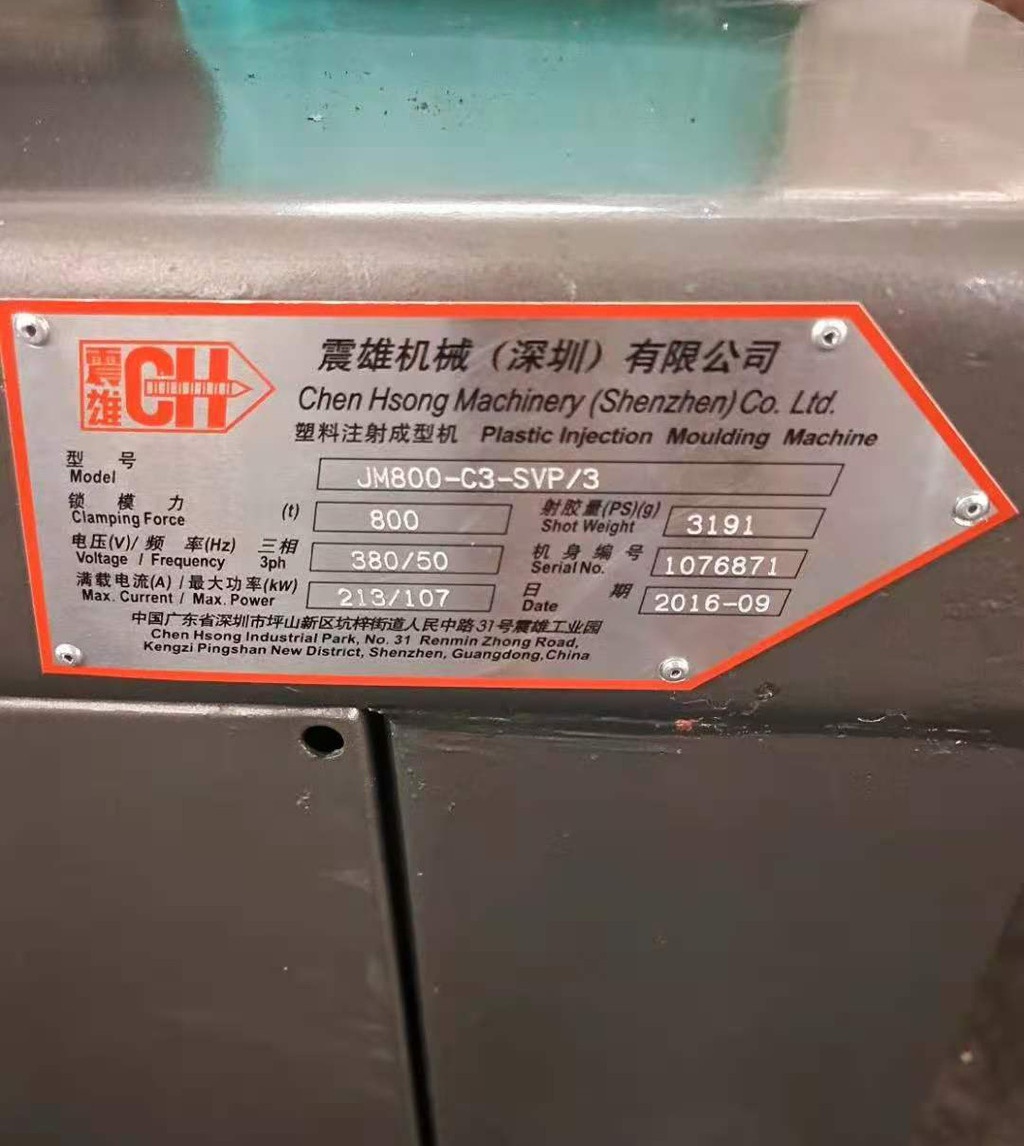 震雄 CH
震雄机械（深圳）有限公司
Chen Hsong Machinery (Shenzhen) Co. Ltd.
塑料注射成型机 Plastic Injection Moulding Machine
型号 JM800-C3-SVP/3
Model
锁模力 (t) 800 射胶量(PS)(g) 3191
Clamping Force Shot Weight
电压(V)/频率(Hz) 三相 380/50 机身编号 1076871
Voltage / Frequency 3ph Serial No.
满载电流(A)/最大功率(kW) 213/107 日期 2016-09
Max. Current / Max. Power Date
中国广东省深圳市坪山新区坑梓街道人民中路31号震雄工业园
Chen Hsong Industrial Park, No. 31 Renmin Zhong Road,
Kengzi Pingshan New District, Shenzhen, Guangdong, China